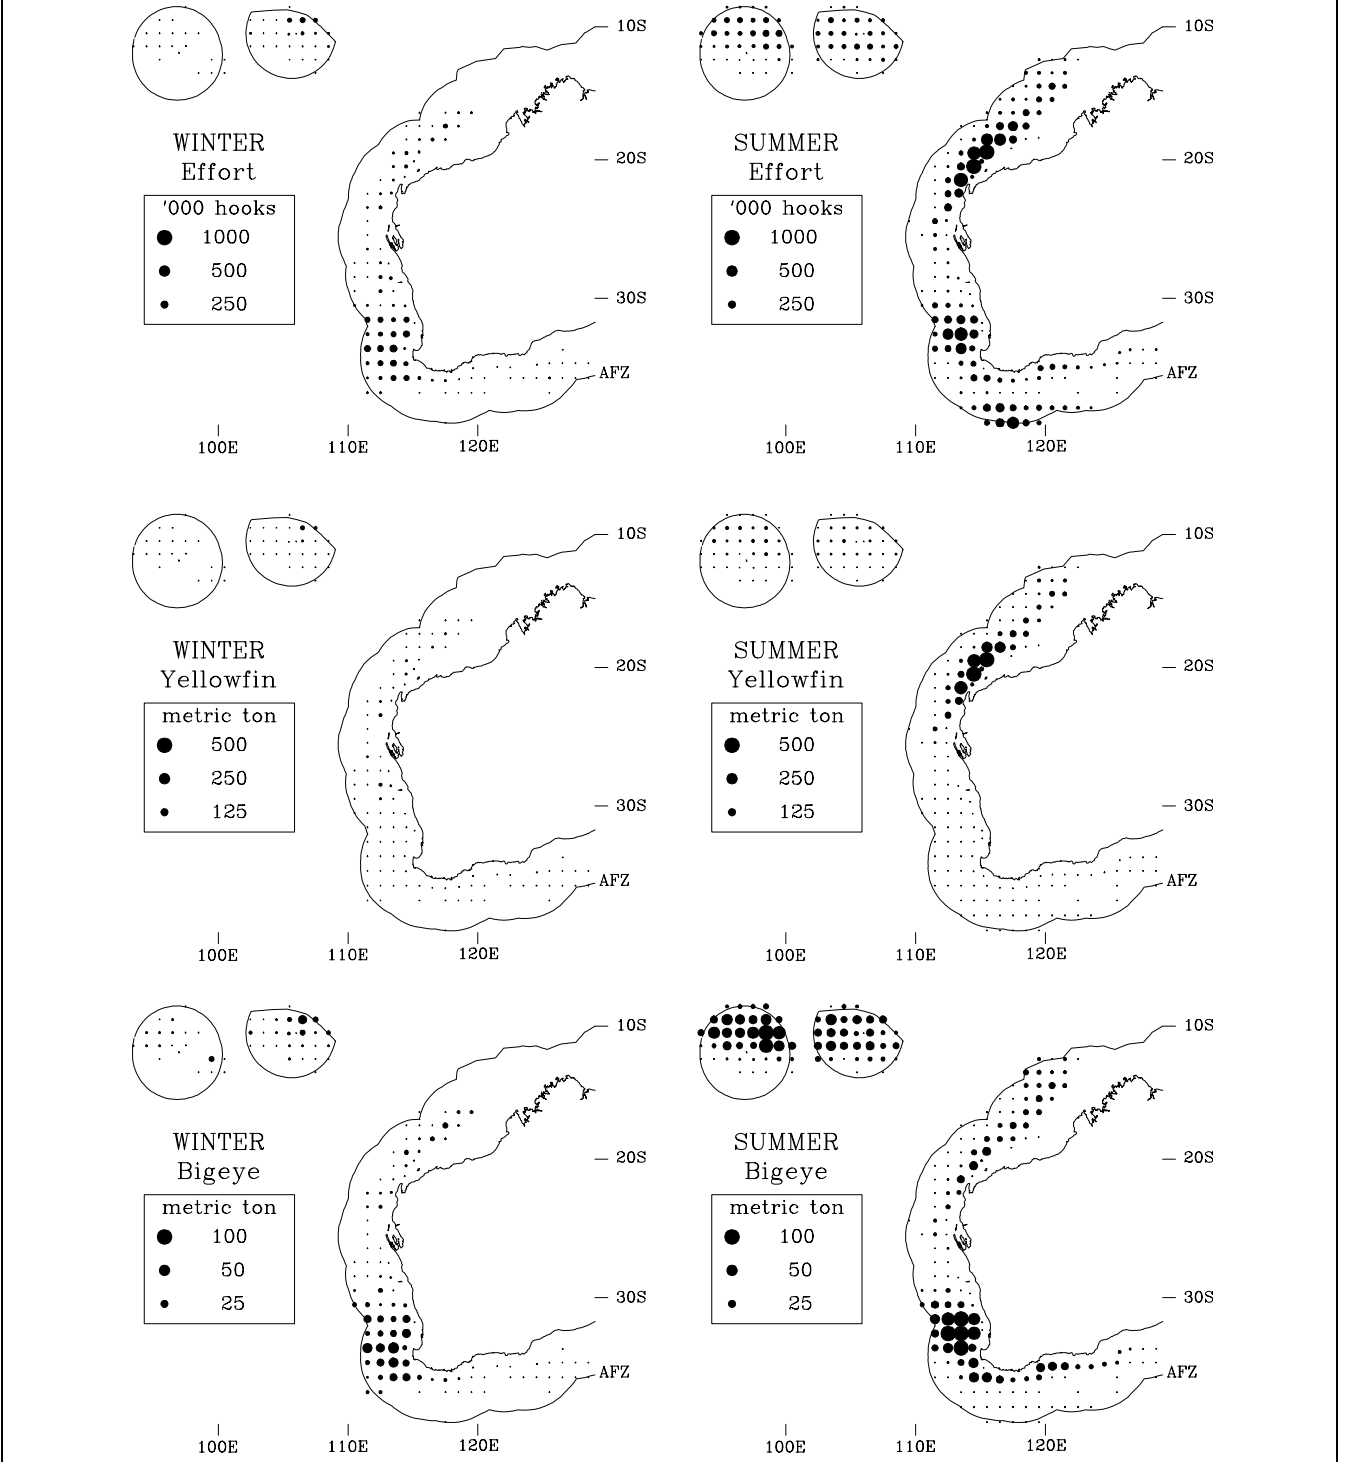 10S
WINTER
Effort
'000 hooks
1000
500
250
20S
30S
AFZ
100E 110E 120E
10S
SUMMER
Effort
'000 hooks
1000
500
250
20S
30S
AFZ
100E 110E 120E
10S
WINTER
Yellowfin
metric ton
500
250
125
20S
30S
AFZ
100E 110E 120E
10S
SUMMER
Yellowfin
metric ton
500
250
125
20S
30S
AFZ
100E 110E 120E
10S
WINTER
Bigeye
metric ton
100
50
25
20S
30S
AFZ
100E 110E 120E
10S
SUMMER
Bigeye
metric ton
100
50
25
20S
30S
AFZ
100E 110E 120E